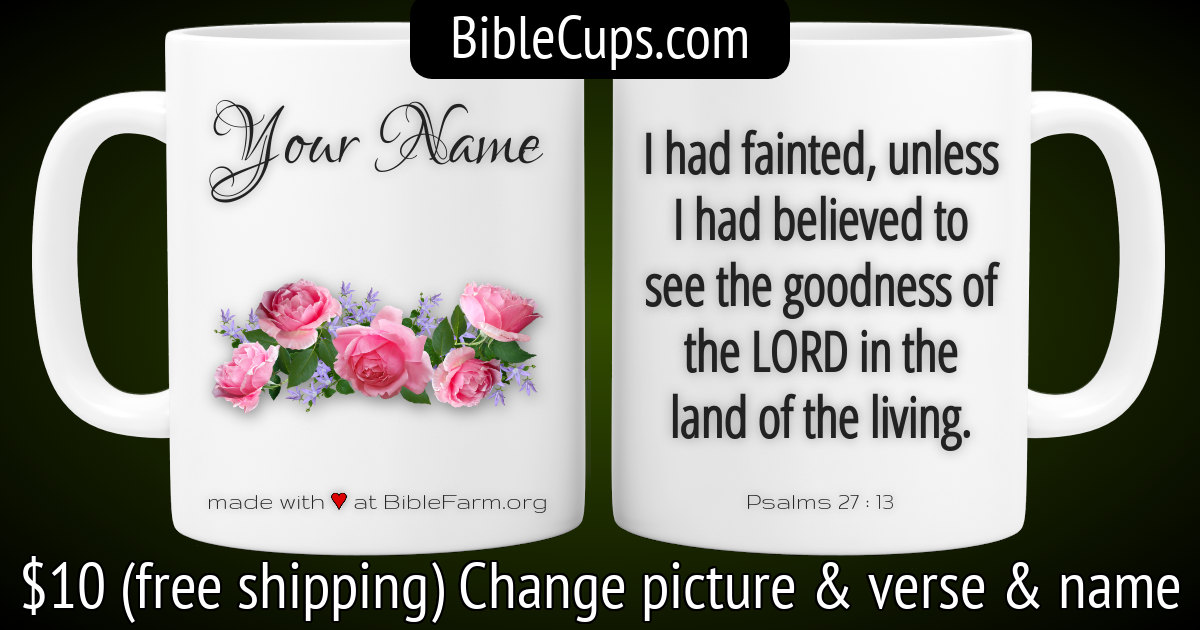 BibleCups.com
Your Name
made with ♥ at BibleFarm.org
I had fainted, unless
I had believed to
see the goodness of
the LORD in the
land of the living.
Psalms 27 : 13
$10 (free shipping) Change picture & verse & name